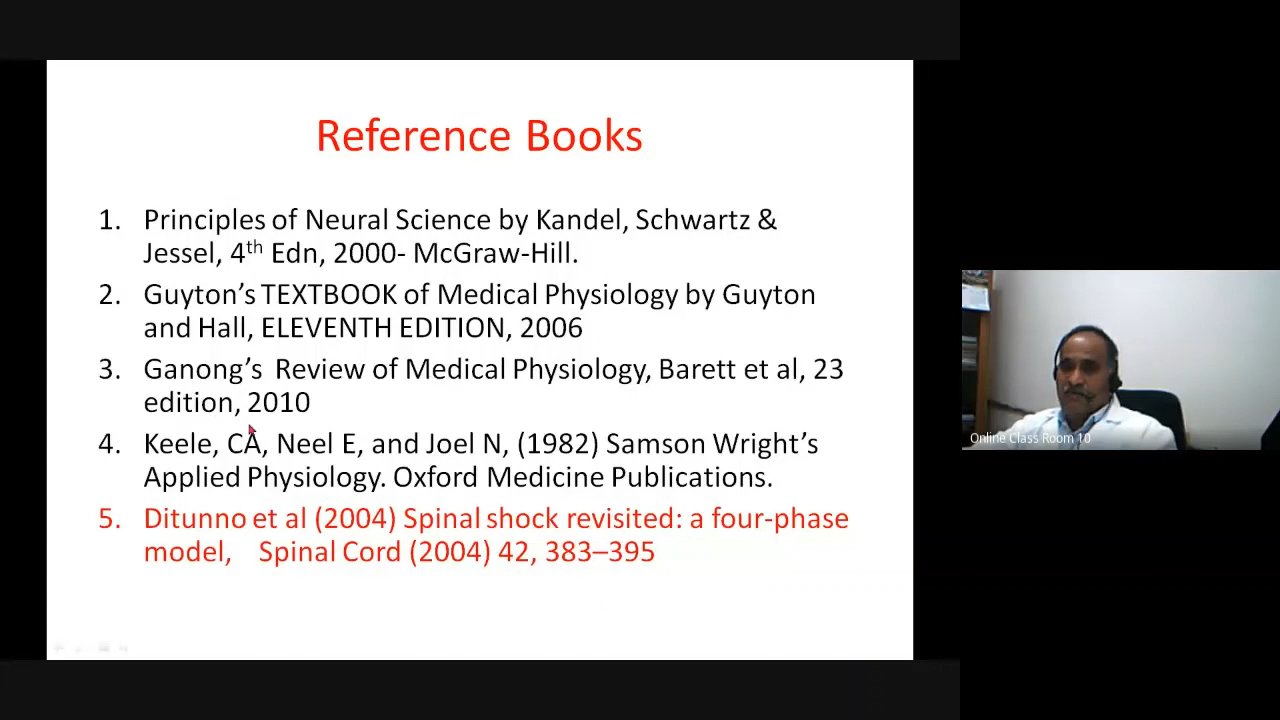 Reference Books
1. Principles of Neural Science by Kandel, Schwartz &
Jessel, 4th Edn, 2000- McGraw-Hill.
2. Guyton’s TEXTBOOK of Medical Physiology by Guyton
and Hall, ELEVENTH EDITION, 2006
3. Ganong’s Review of Medical Physiology, Barett et al, 23
edition, 2010
4. Keele, CA, Neel E, and Joel N, (1982) Samson Wright’s
Applied Physiology. Oxford Medicine Publications.
5. Ditunno et al (2004) Spinal shock revisited: a four-phase
model, Spinal Cord (2004) 42, 383–395
Online Class Room 10